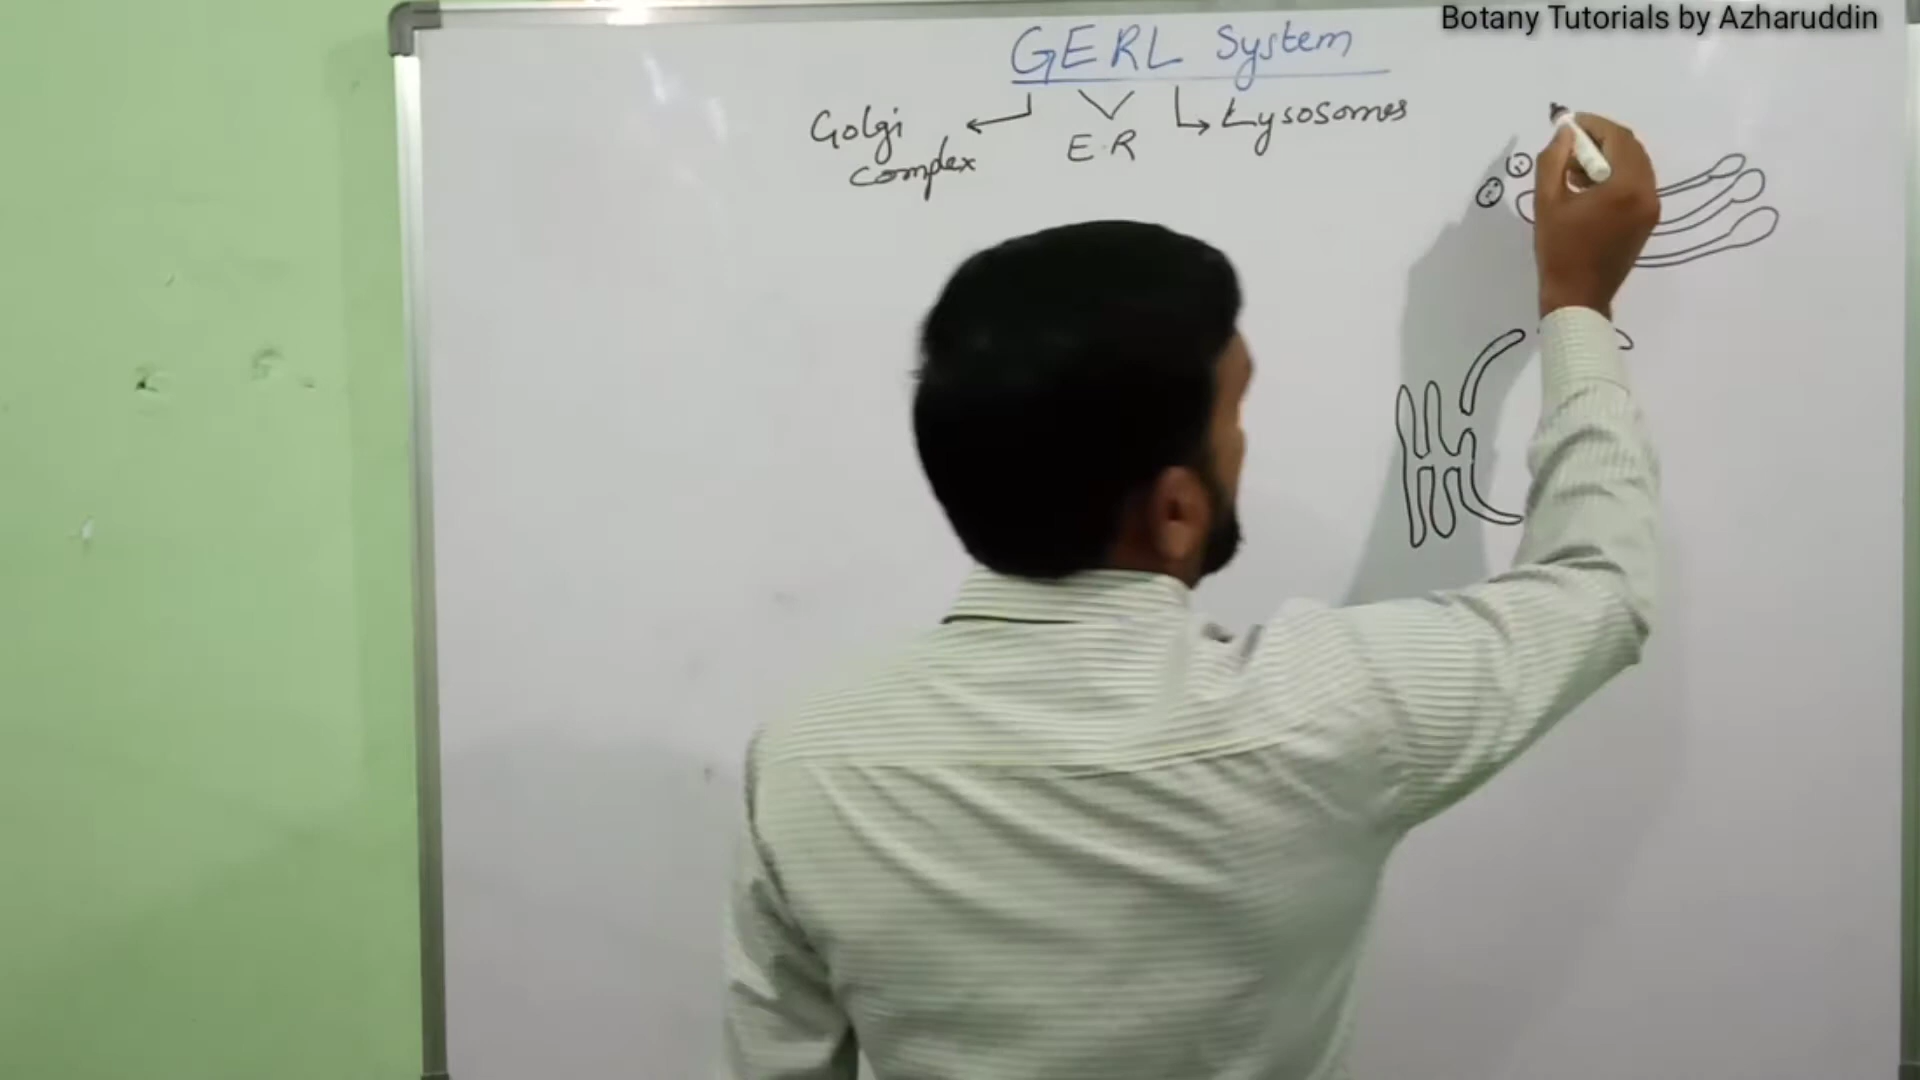 Botany Tutorials by Azharuddin
GERL System
Golgi
complex
E.R
Lysosomes